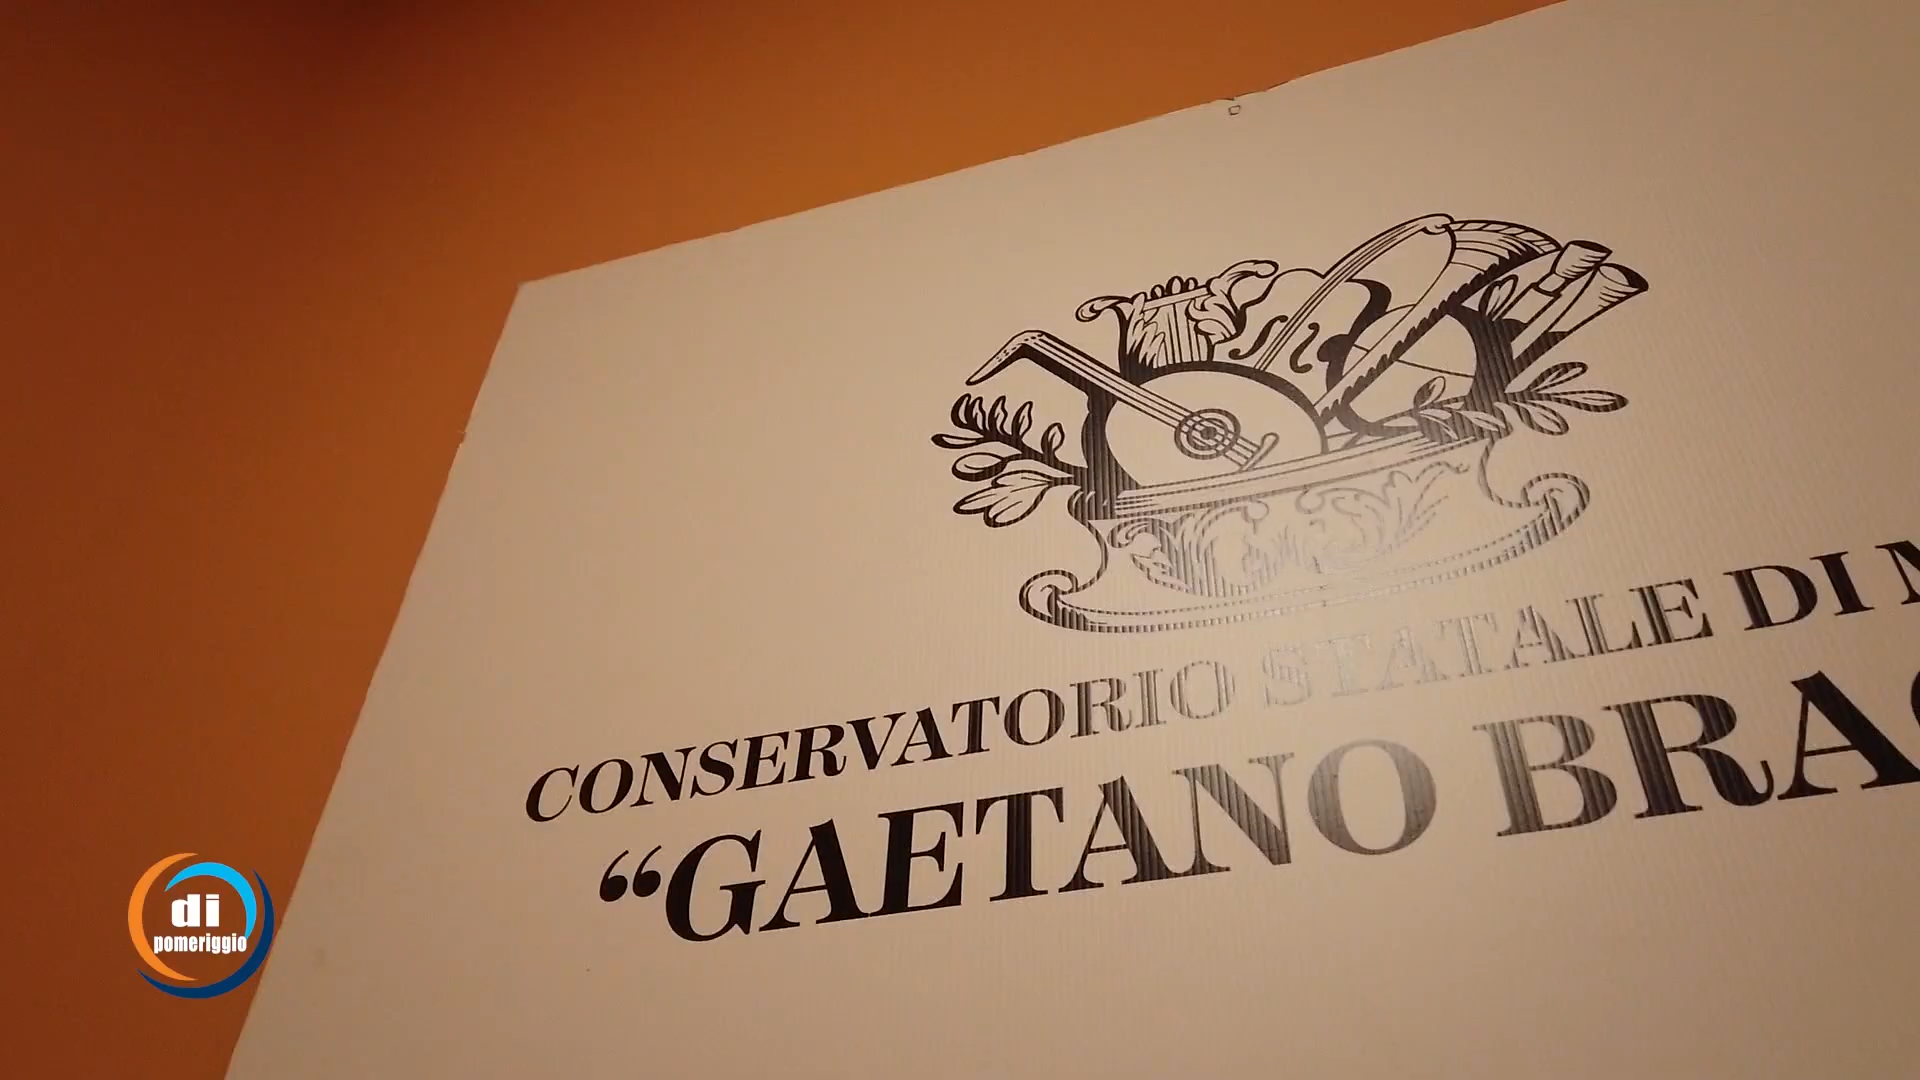 CONSERVATORIO STATALE DI M
“GAETANO BRAG
di
pomeriggio